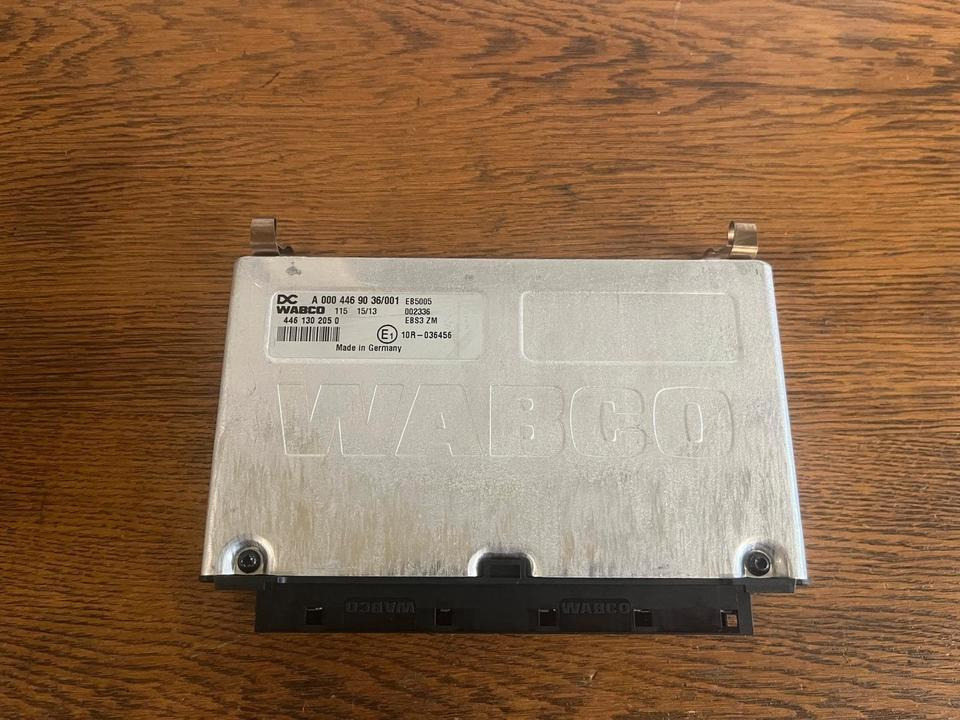 DC A 000 446 90 36/001 EB5005
WABCO 115 15/13 002336
446 130 205 0 EBS3 ZM
E1 10R-036456
Made in Germany
WABCO
WABCO WABCO